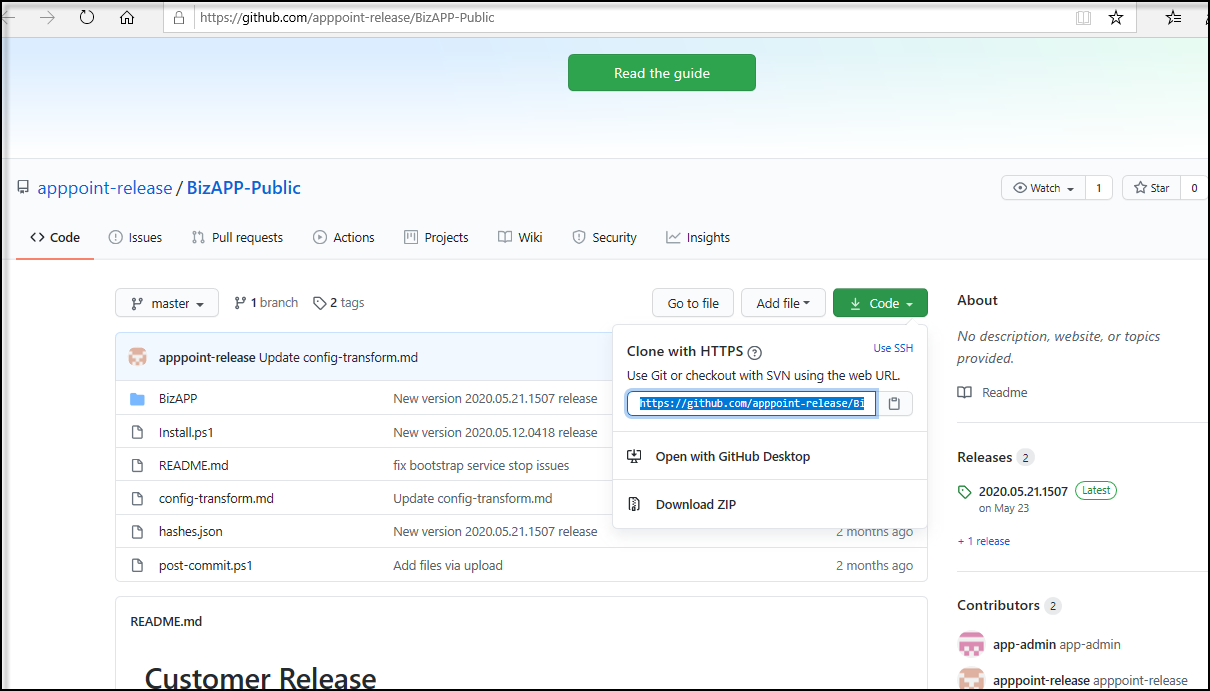 https://github.com/apppoint-release/BizAPP-Public
Read the guide
apppoint-release / BizAPP-Public
Watch 1 Star 0
Code Issues Pull requests Actions Projects Wiki Security Insights
master 1 branch 2 tags Go to file Add file Code
apppoint-release Update config-transform.md
BizAPP New version 2020.05.21.1507 release
Install.ps1 New version 2020.05.12.0418 release
README.md fix bootstrap service stop issues
config-transform.md Update config-transform.md
hashes.json New version 2020.05.21.1507 release 2 months ago
post-commit.ps1 Add files via upload 2 months ago
Clone with HTTPS Use SSH
Use Git or checkout with SVN using the web URL.
https://github.com/apppoint-release/Bi
Open with GitHub Desktop
Download ZIP
README.md
Customer Release
About
No description, website, or topics
provided.
Readme
Releases 2
2020.05.21.1507 Latest
on May 23
+ 1 release
Contributors 2
app-admin app-admin
apppoint-release apppoint-release